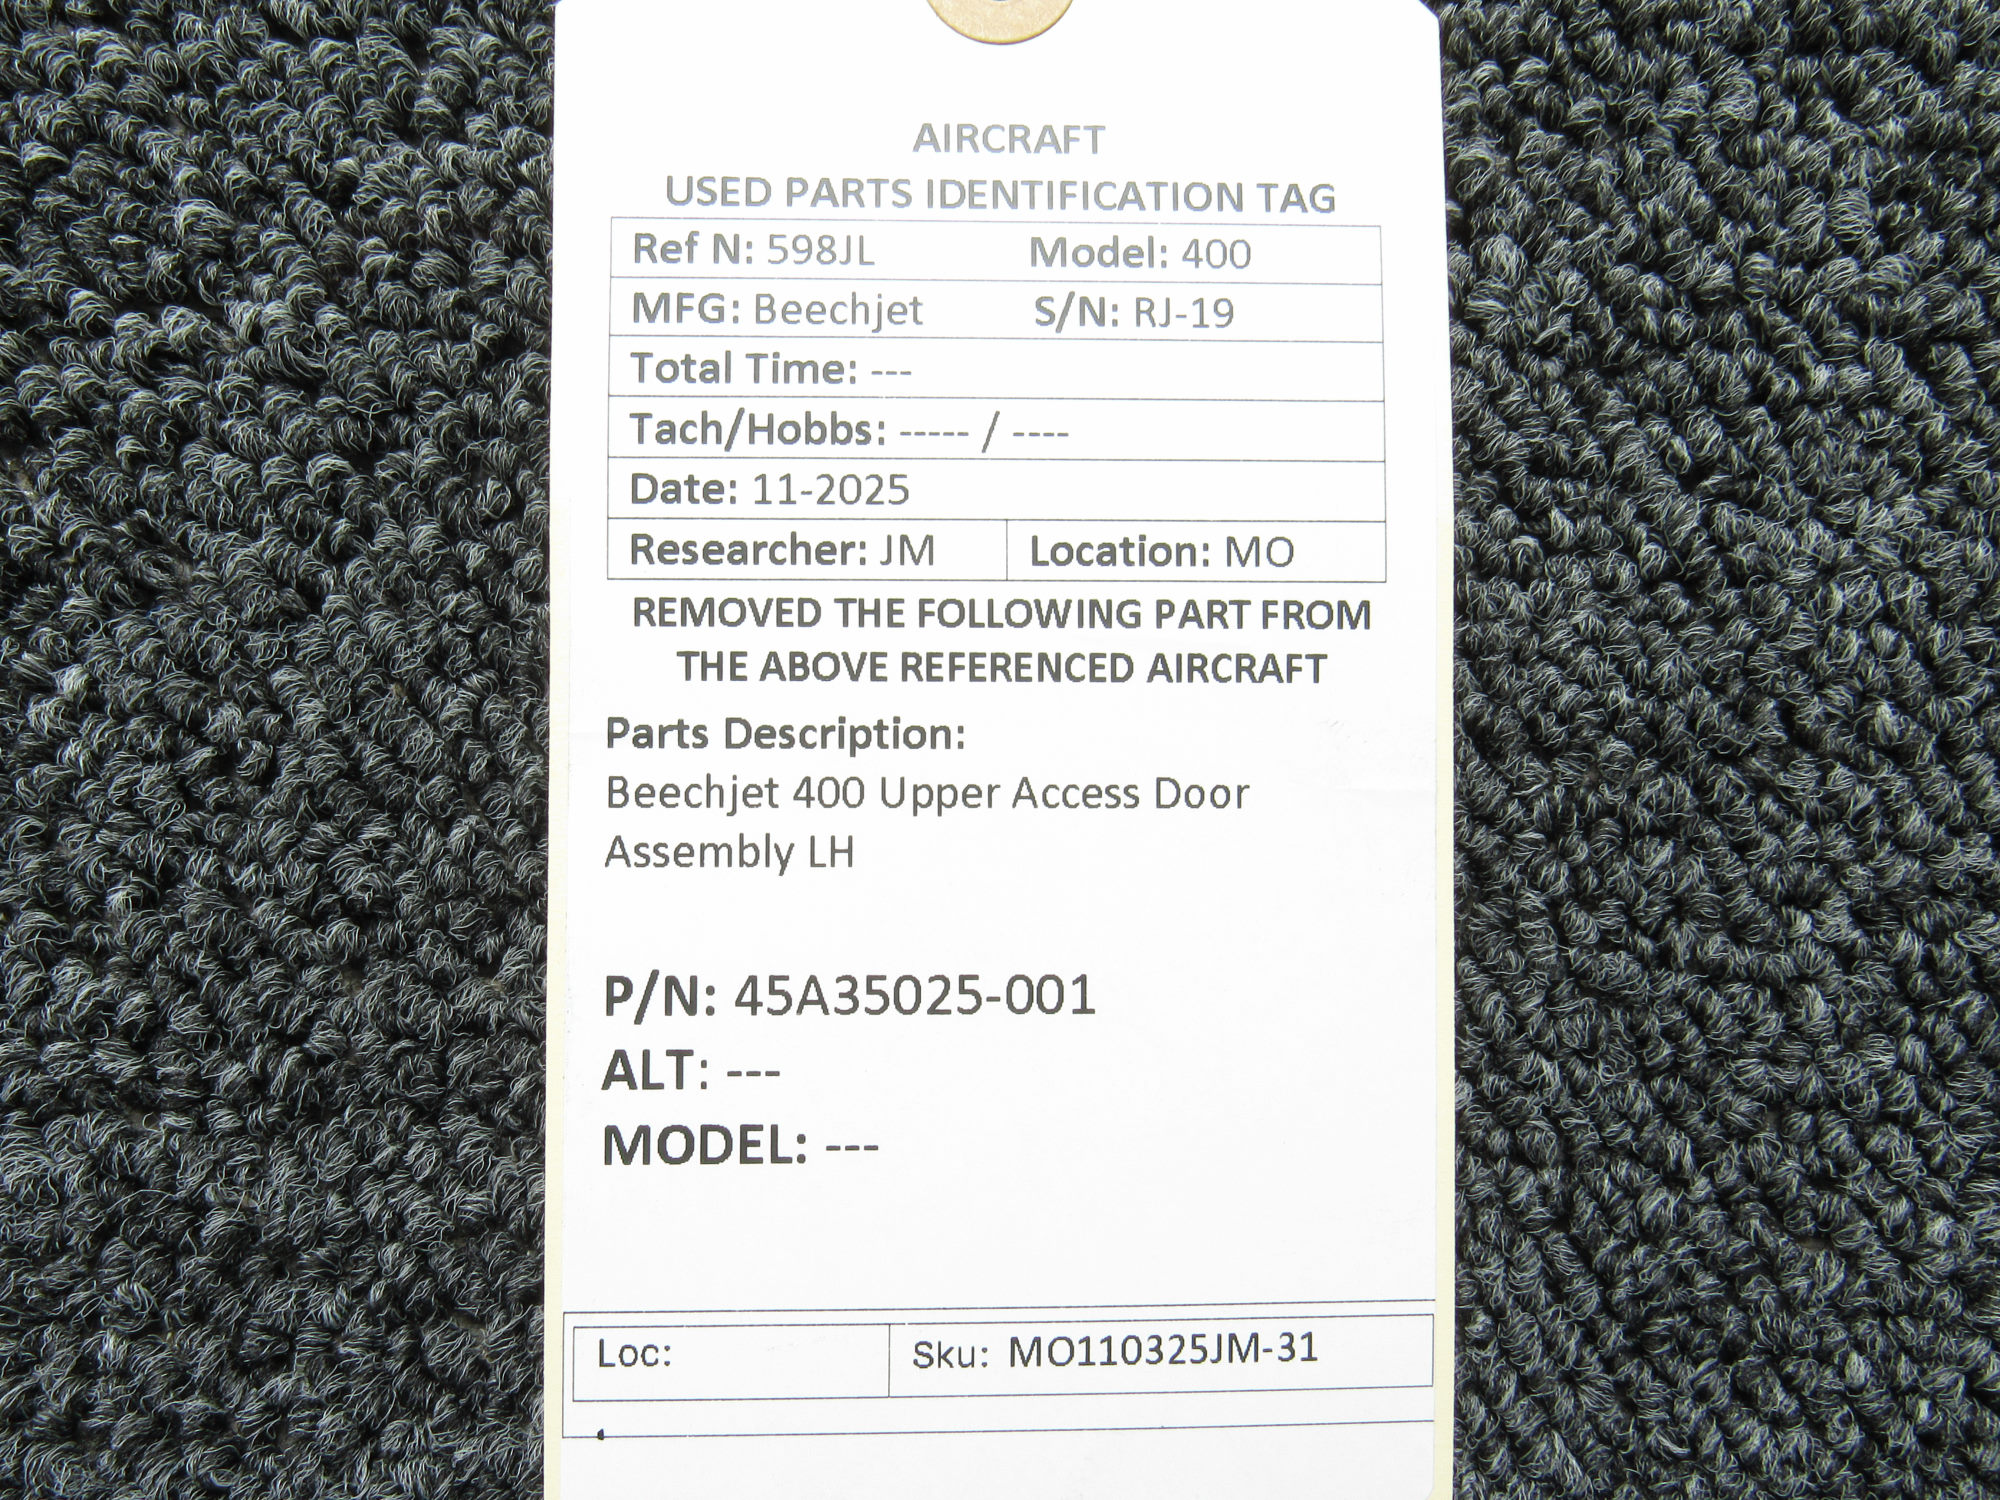 AIRCRAFT
USED PARTS IDENTIFICATION TAG
Ref N: 598JL Model: 400
MFG: Beechjet S/N: RJ-19
Total Time: ---
Tach/Hobbs: ----- / ----
Date: 11-2025
Researcher: JM Location: MO
REMOVED THE FOLLOWING PART FROM
THE ABOVE REFERENCED AIRCRAFT
Parts Description:
Beechjet 400 Upper Access Door
Assembly LH
P/N: 45A35025-001
ALT: ---
MODEL: ---
Loc: Sku: MO110325JM-31